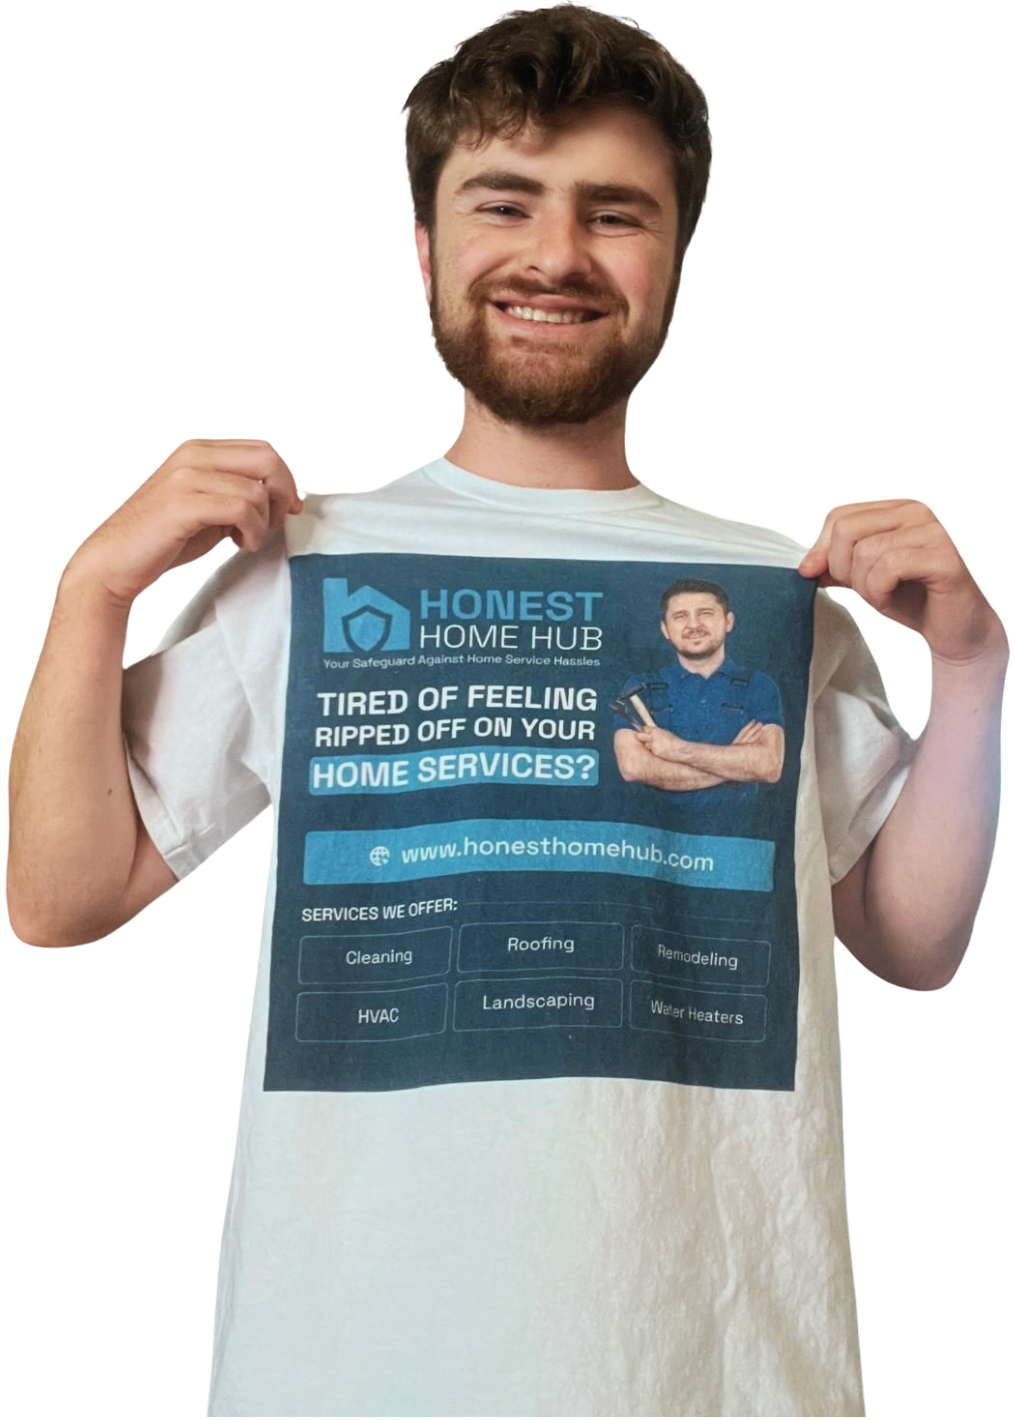 HONEST
HOME HUB
Your Safeguard Against Home Service Hassles
TIRED OF FEELING
RIPPED OFF ON YOUR
HOME SERVICES?
www.honesthomehub.com
SERVICES WE OFFER:
Cleaning
Roofing
Remodeling
HVAC
Landscaping
Water Heaters